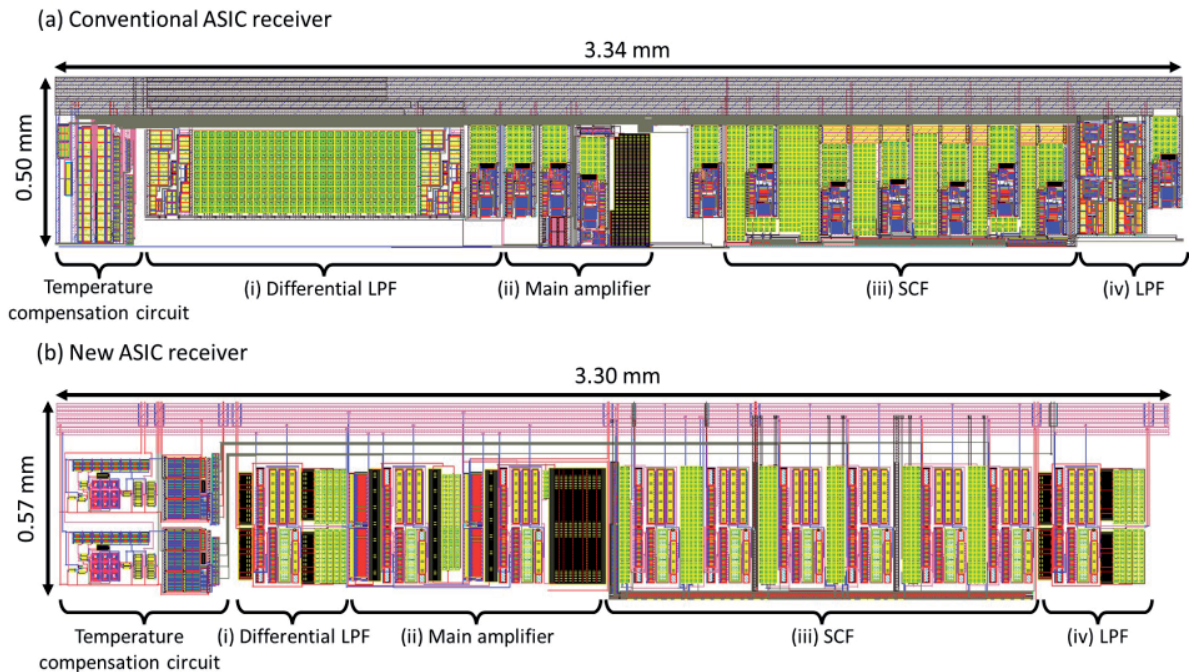 (a) Conventional ASIC receiver
3.34 mm
0.50 mm
Temperature
compensation circuit
(i) Differential LPF
(ii) Main amplifier
(iii) SCF
(iv) LPF
(b) New ASIC receiver
3.30 mm
0.57 mm
Temperature
compensation circuit
(i) Differential LPF
(ii) Main amplifier
(iii) SCF
(iv) LPF